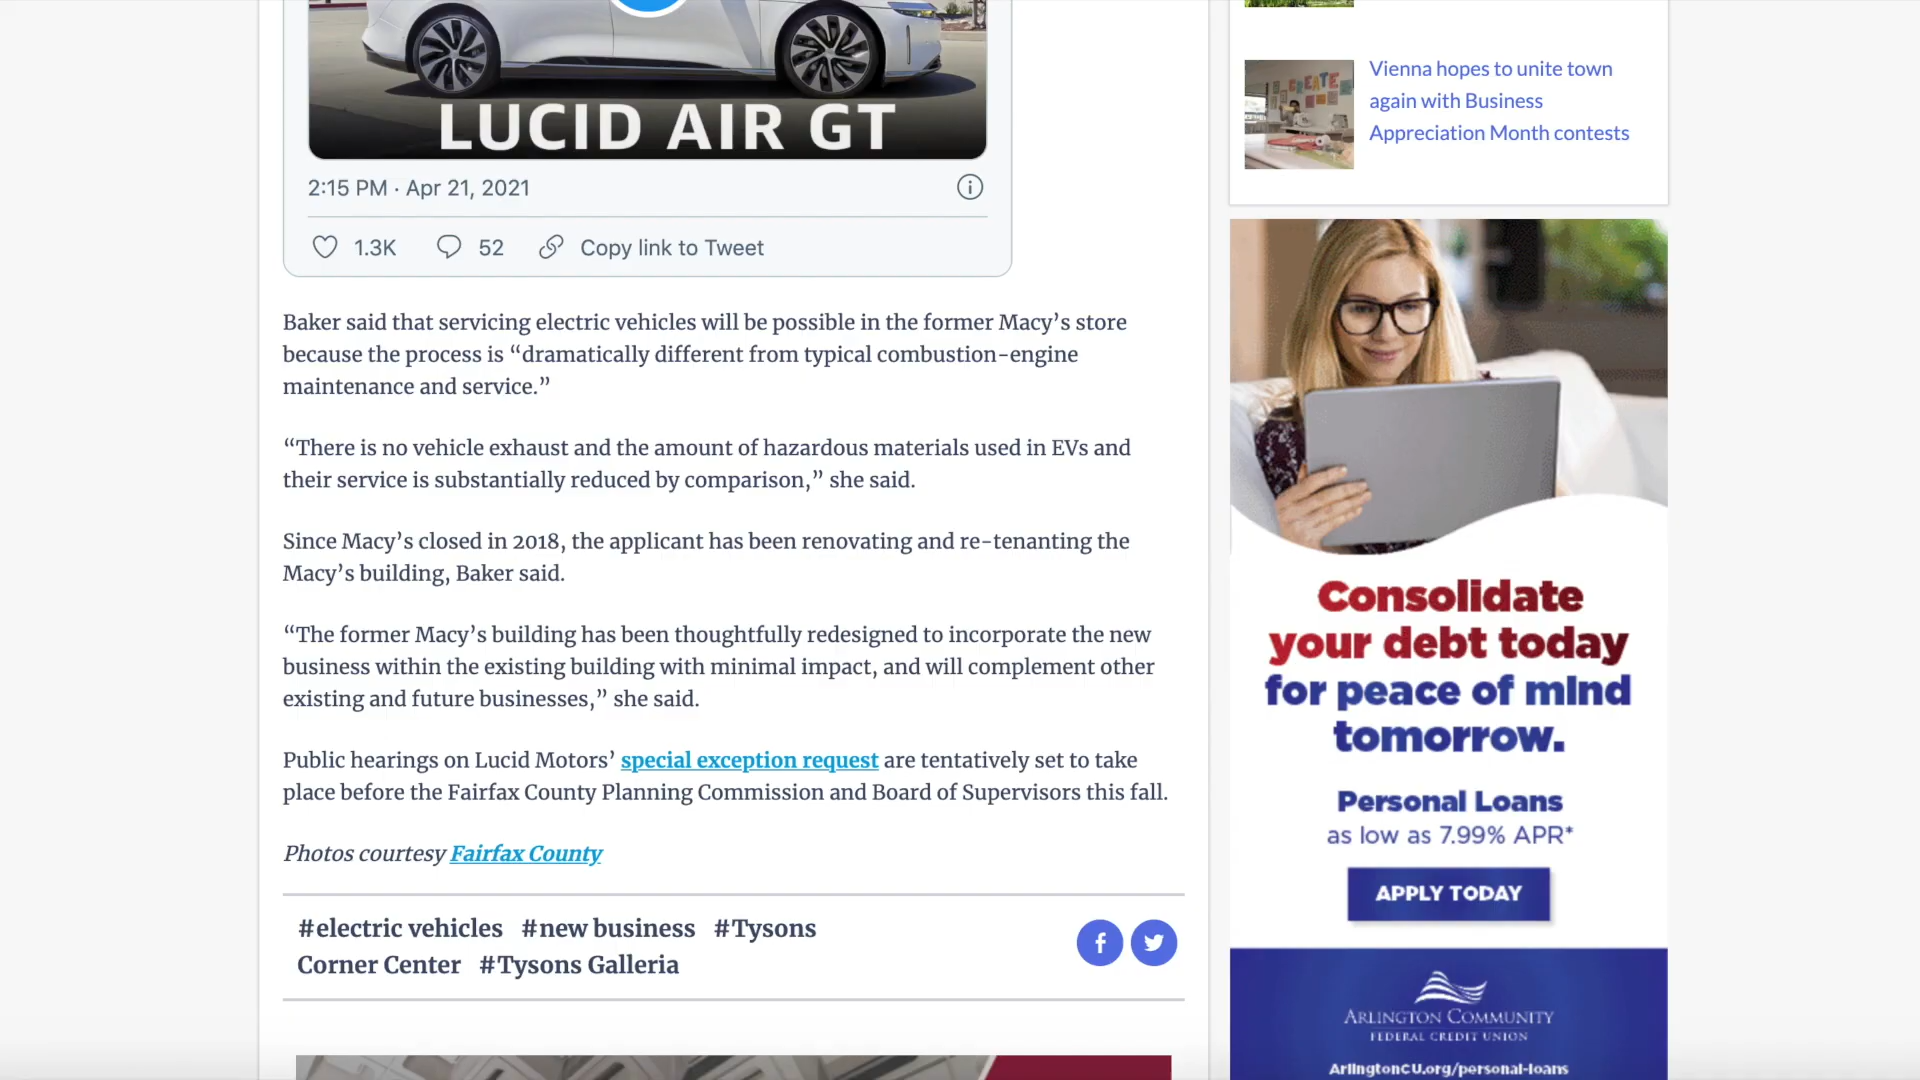 LUCID AIR GT
2:15 PM · Apr 21, 2021
1.3K 52 Copy link to Tweet
Baker said that servicing electric vehicles will be possible in the former Macy’s store
because the process is “dramatically different from typical combustion-engine
maintenance and service.”
“There is no vehicle exhaust and the amount of hazardous materials used in EVs and
their service is substantially reduced by comparison,” she said.
Since Macy’s closed in 2018, the applicant has been renovating and re-tenanting the
Macy’s building, Baker said.
“The former Macy’s building has been thoughtfully redesigned to incorporate the new
business within the existing building with minimal impact, and will complement other
existing and future businesses,” she said.
Public hearings on Lucid Motors’ special exception request are tentatively set to take
place before the Fairfax County Planning Commission and Board of Supervisors this fall.
Photos courtesy Fairfax County
#electric vehicles #new business #Tysons
Corner Center #Tysons Galleria
CREATE
Vienna hopes to unite town
again with Business
Appreciation Month contests
Consolidate
your debt today
for peace of mind
tomorrow.
Personal Loans
as low as 7.99% APR*
APPLY TODAY
ARLINGTON COMMUNITY
FEDERAL CREDIT UNION
ArlingtonCU.org/personal-loans